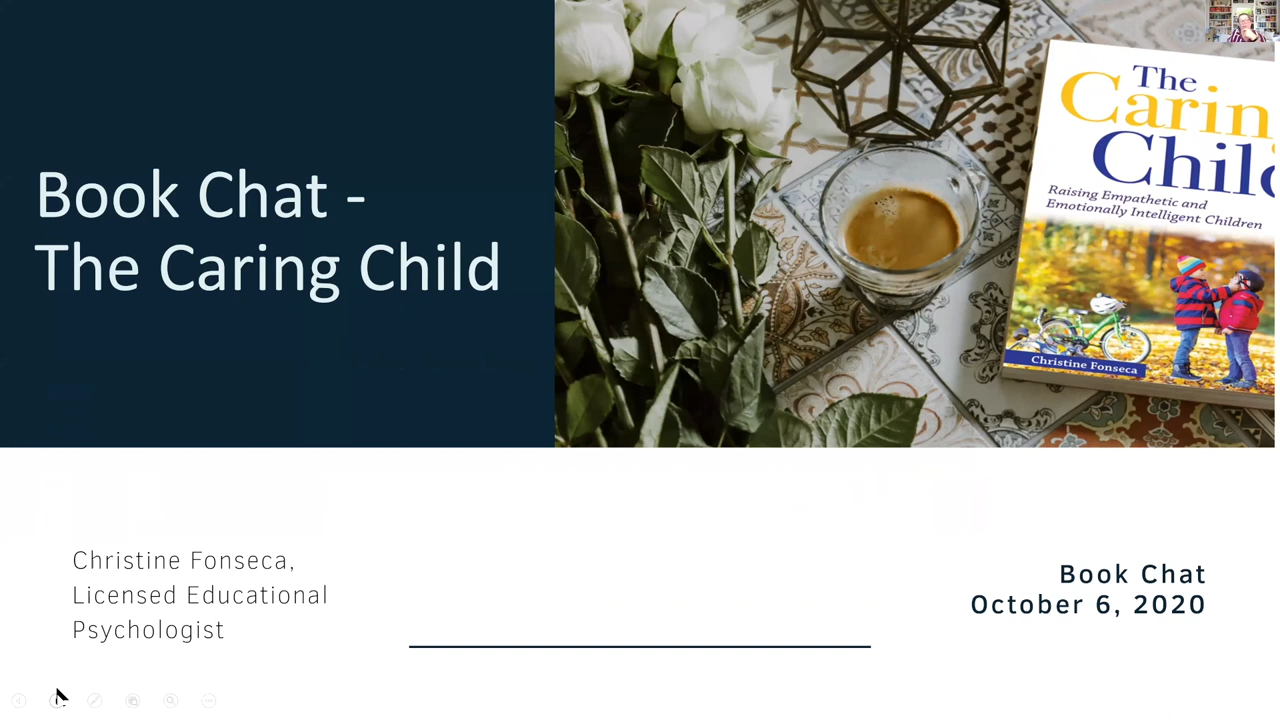 Book Chat -
The Caring Child
The
Carin
Chil
Raising Empathetic and
Emotionally Intelligent Children
Christine Fonseca
Christine Fonseca,
Licensed Educational
Psychologist
Book Chat
October 6, 2020